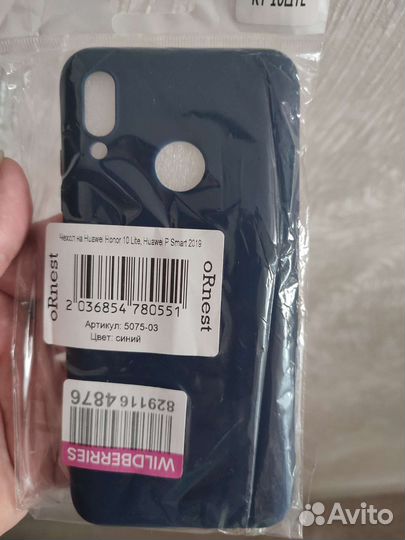 Чехол на Huawei Honor 10 Lite, Huawei P Smart 2019
oRnest
oRnest
2 036854 780551
Артикул: 5075-03
Цвет: синий
8291164876
WILDBERRIES
Avito